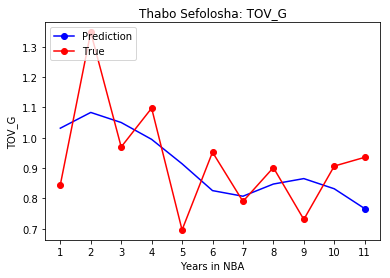 Thabo Sefolosha: TOV_G
Prediction
True
TOV_G
1.3
1.2
1.1
1.0
0.9
0.8
0.7
1 2 3 4 5 6 7 8 9 10 11
Years in NBA